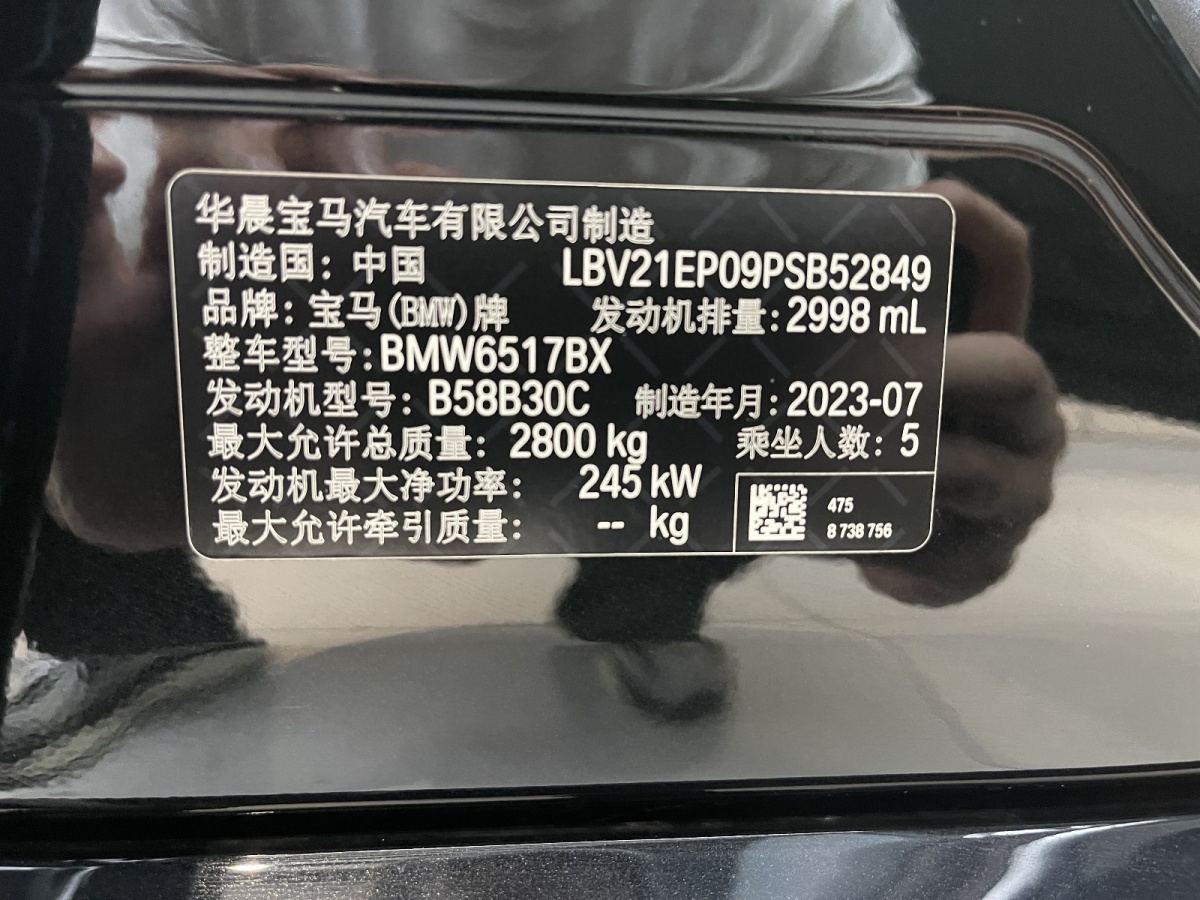 华晨宝马汽车有限公司制造
制造国：中国 LBV21EP09PSB52849
品牌：宝马(BMW)牌 发动机排量：2998 mL
整车型号：BMW6517BX
发动机型号：B58B30C 制造年月：2023-07
最大允许总质量：2800 kg 乘坐人数：5
发动机最大净功率：245 kW
最大允许牵引质量：-- kg
475
8 738 756